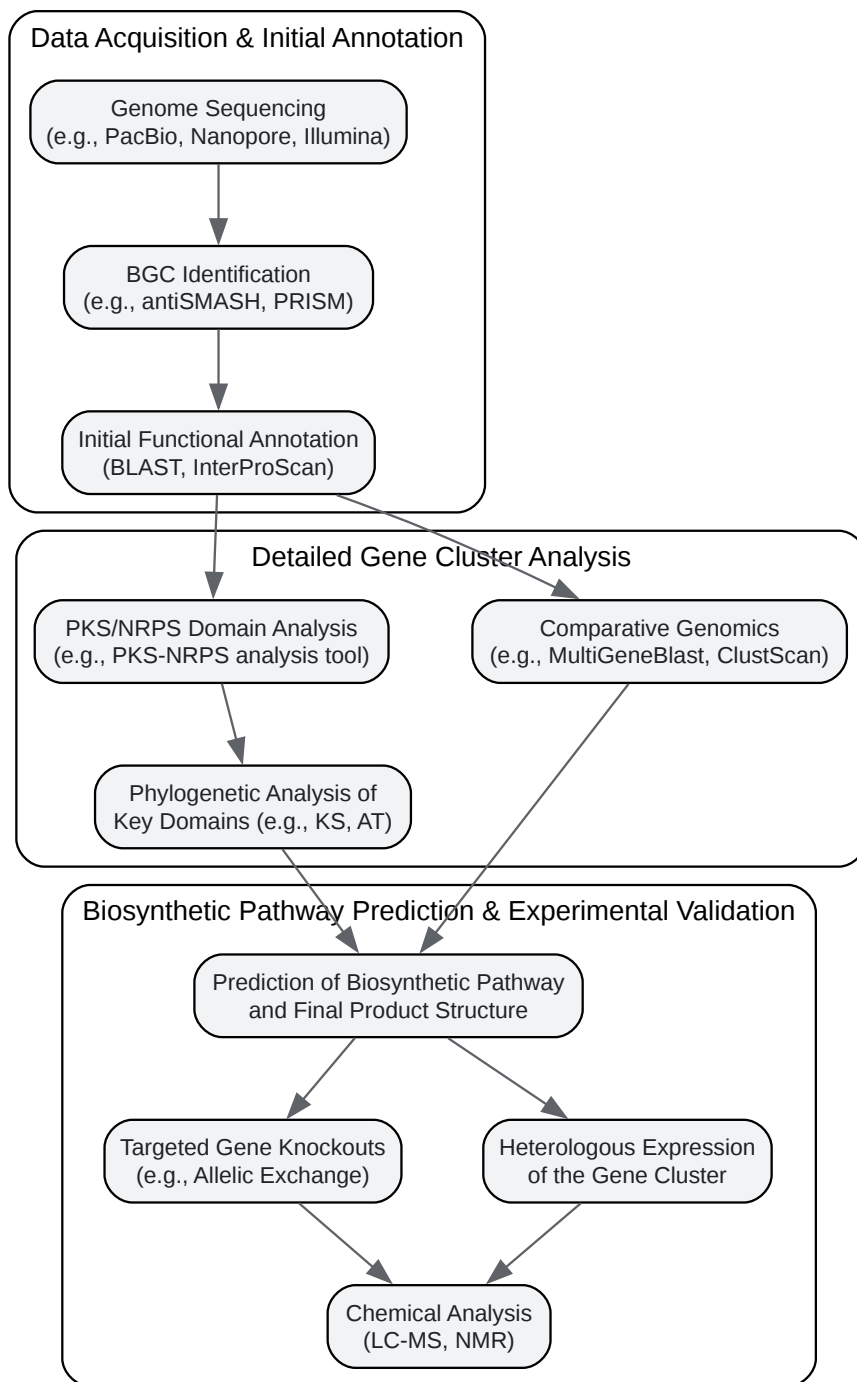 Data Acquisition & Initial Annotation
Genome Sequencing
(e.g., PacBio, Nanopore, Illumina)
BGC Identification
(e.g., antiSMASH, PRISM)
Initial Functional Annotation
(BLAST, InterProScan)
Detailed Gene Cluster Analysis
PKS/NRPS Domain Analysis
(e.g., PKS-NRPS analysis tool)
Comparative Genomics
(e.g., MultiGeneBlast, ClustScan)
Phylogenetic Analysis of
Key Domains (e.g., KS, AT)
Biosynthetic Pathway Prediction & Experimental Validation
Prediction of Biosynthetic Pathway
and Final Product Structure
Targeted Gene Knockouts
(e.g., Allelic Exchange)
Heterologous Expression
of the Gene Cluster
Chemical Analysis
(LC-MS, NMR)